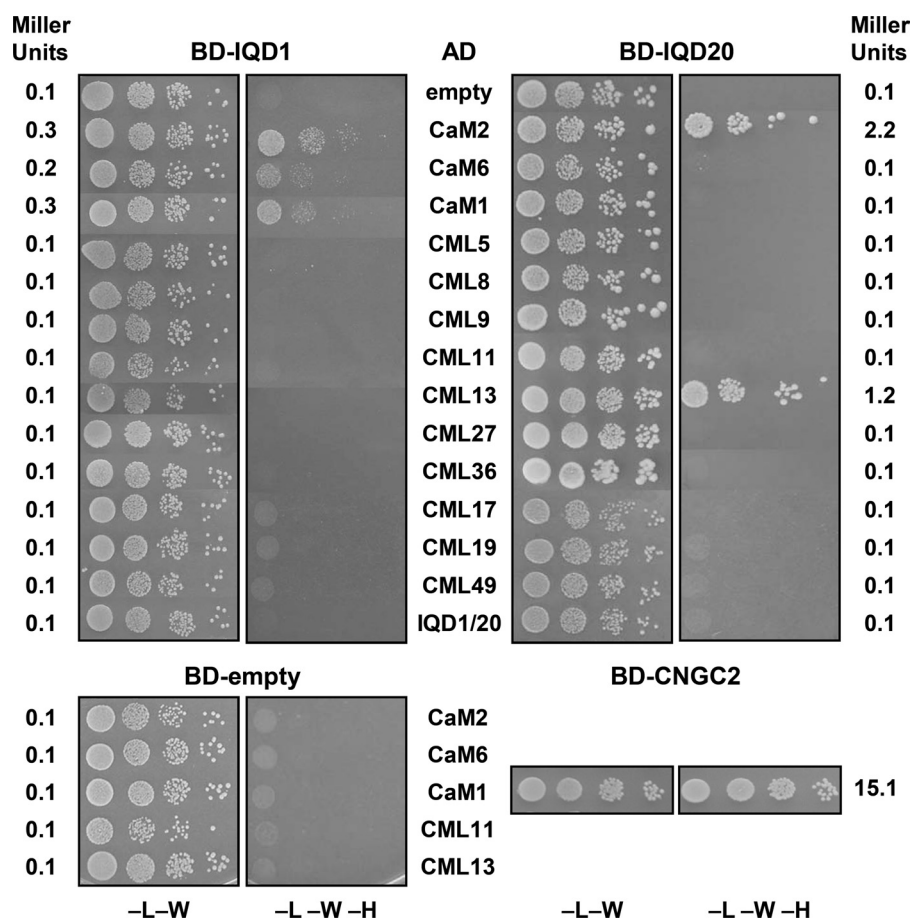 Miller Units BD-IQD1 AD BD-IQD20 Miller Units
0.1 empty 0.1
0.3 CaM2 2.2
0.2 CaM6 0.1
0.3 CaM1 0.1
0.1 CML5 0.1
0.1 CML8 0.1
0.1 CML9 0.1
0.1 CML11 0.1
0.1 CML13 1.2
0.1 CML27 0.1
0.1 CML36 0.1
0.1 CML17 0.1
0.1 CML19 0.1
0.1 CML49 0.1
0.1 IQD1/20 0.1
BD-empty BD-CNGC2
0.1 CaM2
0.1 CaM6
0.1 CaM1 15.1
0.1 CML11
0.1 CML13
–L–W –L –W –H –L–W –L –W –H